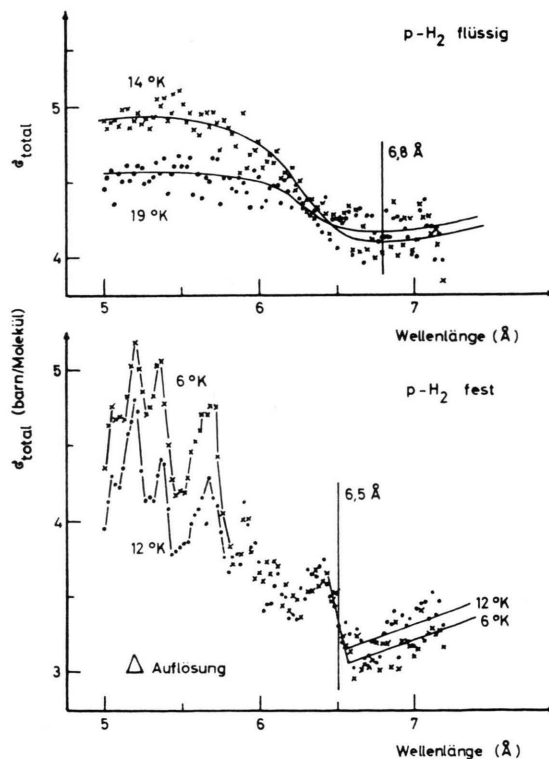 p-H₂ flüssig
14 °K
19 °K
6,8 Å
σtotal
5
4
5
6
7
Wellenlänge (Å)
p-H₂ fest
6 °K
12 °K
6,5 Å
12 °K
6 °K
σtotal (barn/Molekül)
5
4
3
△ Auflösung
5
6
7
Wellenlänge (Å)